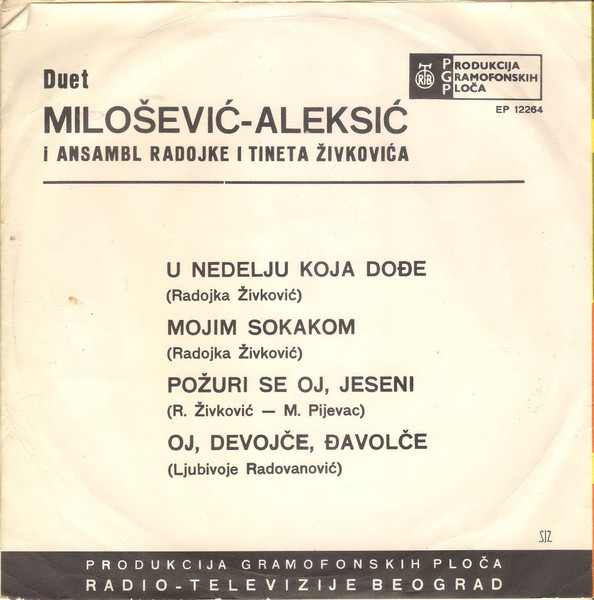 Duet
MILOŠEVIĆ-ALEKSIĆ
i ANSAMBL RADOJKE I TINETA ŽIVKOVIĆA
RTB
PRODUKCIJA
GRAMOFONSKIH
PLOČA
EP 12264
U NEDELJU KOJA DOĐE
(Radojka Živković)
MOJIM SOKAKOM
(Radojka Živković)
POŽURI SE OJ, JESENI
(R. Živković — M. Pijevac)
OJ, DEVOJČE, ĐAVOLČE
(Ljubivoje Radovanović)
PRODUKCIJA GRAMOFONSKIH PLOČA
RADIO-TELEVIZIJE BEOGRAD